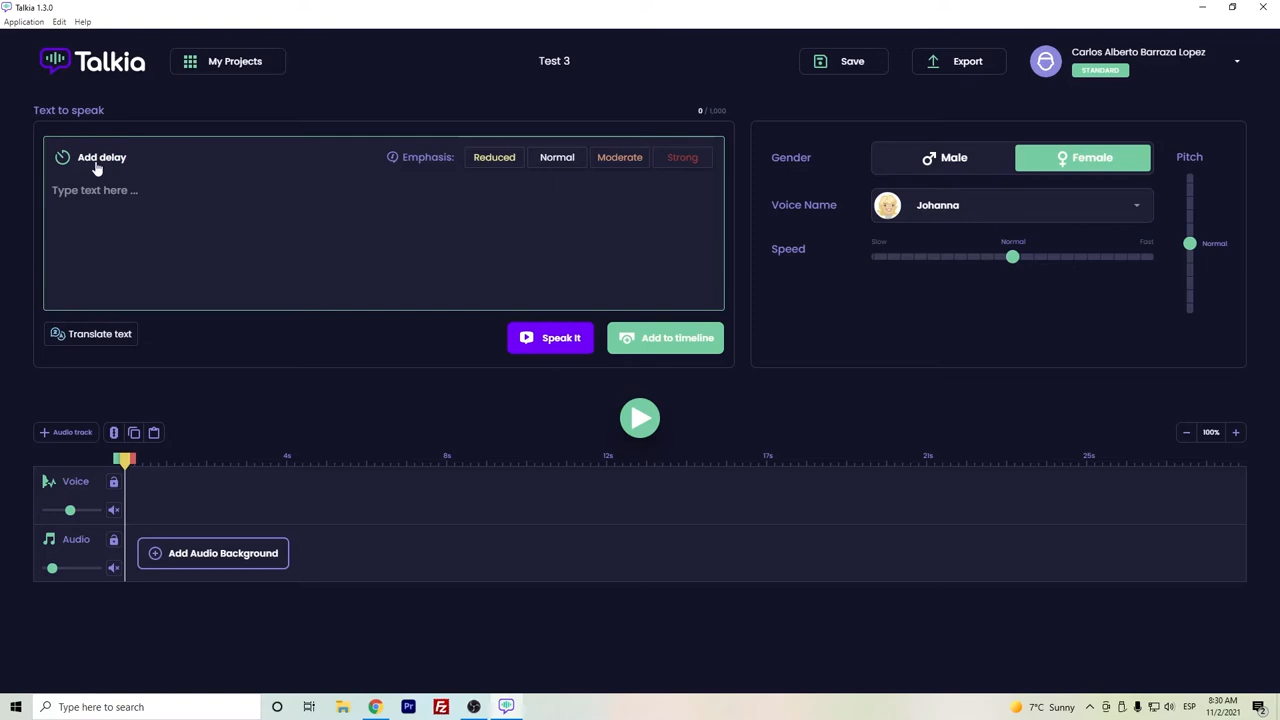 Talkia 1.3.0
Application Edit Help
Talkia
My Projects
Test 3
Save
Export
Carlos Alberto Barraza Lopez
STANDARD
Text to speak
0 / 1,000
Add delay
Emphasis:
Reduced
Normal
Moderate
Strong
Type text here ...
Translate text
Speak It
Add to timeline
Gender
Male
Female
Pitch
Voice Name
Johanna
Speed
Slow
Normal
Fast
Normal
Audio track
100%
4s 8s 12s 17s 21s 25s
Voice
Audio
Add Audio Background
Type here to search
Pr
Fz
7°C Sunny
ESP
8:30 AM
11/2/2021
2